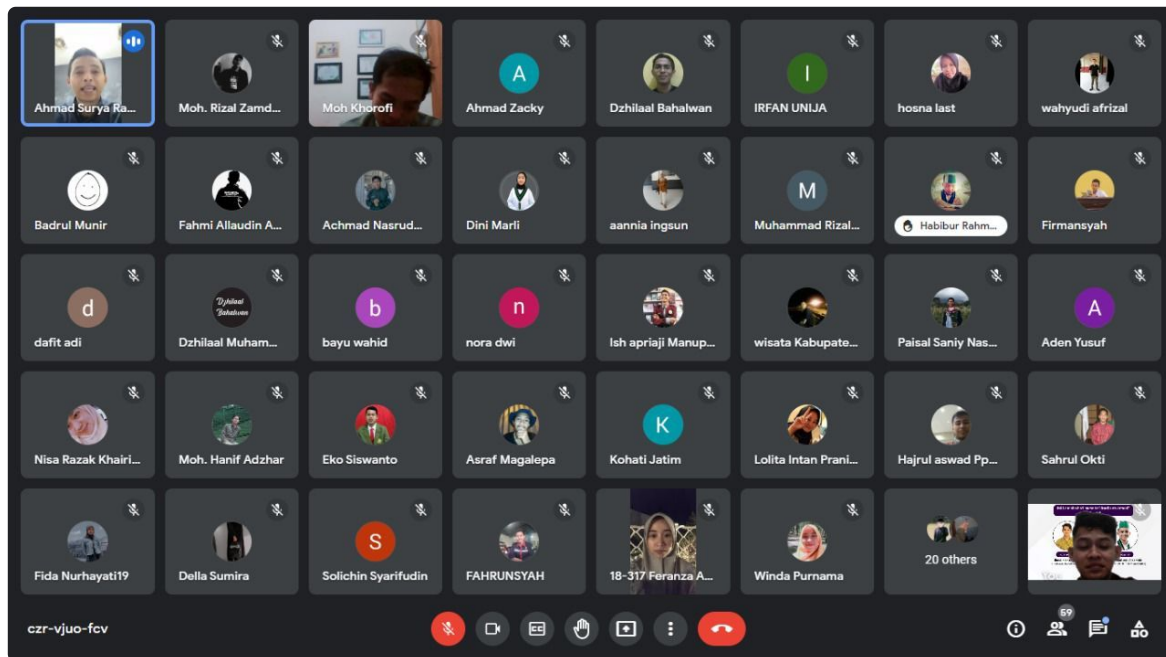 Ahmad Surya Ra...
Moh. Rizal Zamd...
Moh Khorofi
A
Ahmad Zacky
Dzhilaal Bahalwan
I
IRFAN UNIJA
hosna last
wahyudi afrizal
Badrul Munir
Fahmi Allaudin A...
Achmad Nasrud...
Dini Marli
aannia ingsun
M
Muhammad Rizal...
Habibur Rahm...
Firmansyah
d
dafit adi
Dzhilaal
Bahalwan
Dzhilaal Muham...
b
bayu wahid
n
nora dwi
Ish apriaji Manup...
wisata Kabupate...
Paisal Saniy Nas...
A
Aden Yusuf
Nisa Razak Khairi...
Moh. Hanif Adzhar
Eko Siswanto
Asraf Magalepa
K
Kohati Jatim
Lolita Intan Prani...
Hajrul aswad Pp...
Sahrul Okti
Fida Nurhayati19
Della Sumira
S
Solichin Syarifudin
FAHRUNSYAH
18-317 Feranza A...
Winda Purnama
20 others
You
czr-vjuo-fcv
CC
59